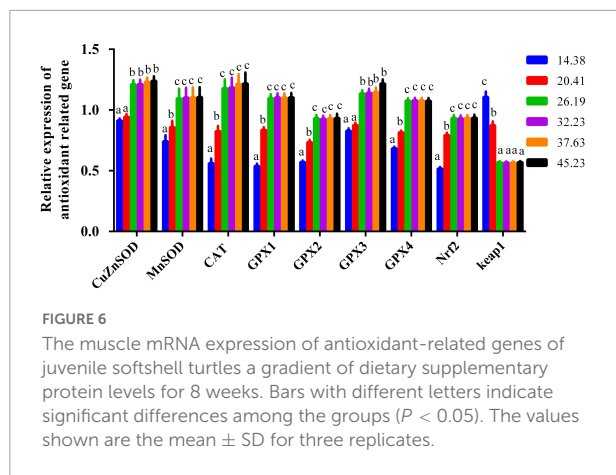 1.5
1.0
0.5
0.0
Relative expression of
antioxidant related gene
a a b b b b
a b c c c c
a b c c c c
a b c c c c
a b c c c c
a a b b b b
a b c c c c
a b c c c c
c b a a a a
CuZnSOD
MnSOD
CAT
GPX1
GPX2
GPX3
GPX4
Nrf2
keap1
14.38
20.41
26.19
32.23
37.63
45.23
FIGURE 6
The muscle mRNA expression of antioxidant-related genes of
juvenile softshell turtles a gradient of dietary supplementary
protein levels for 8 weeks. Bars with different letters indicate
significant differences among the groups (P < 0.05). The values
shown are the mean ± SD for three replicates.